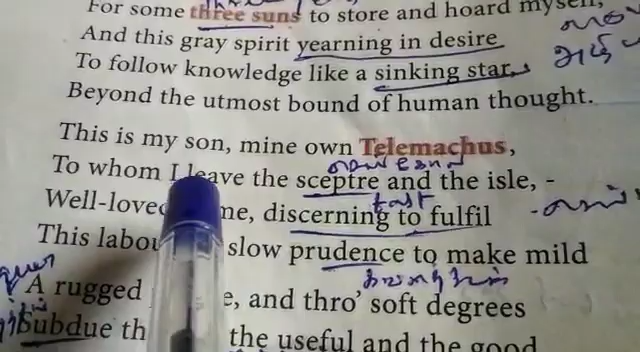 For some three suns to store and hoard myself,
And this gray spirit yearning in desire
To follow knowledge like a sinking star,
Beyond the utmost bound of human thought.
This is my son, mine own Telemachus,
To whom I leave the sceptre and the isle, -
Well-love me, discerning to fulfil
This labou slow prudence to make mild
A rugged e, and thro' soft degrees
Subdue th the useful and the good